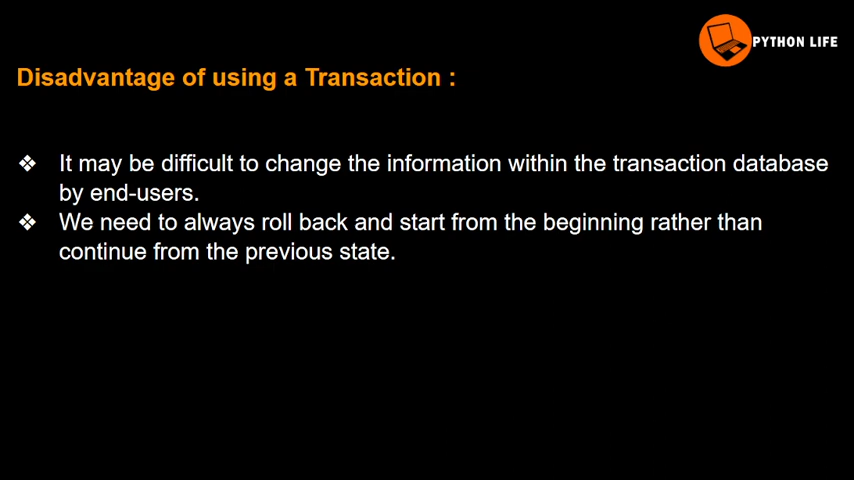 PYTHON LIFE
Disadvantage of using a Transaction :
❖ It may be difficult to change the information within the transaction database
by end-users.
❖ We need to always roll back and start from the beginning rather than
continue from the previous state.